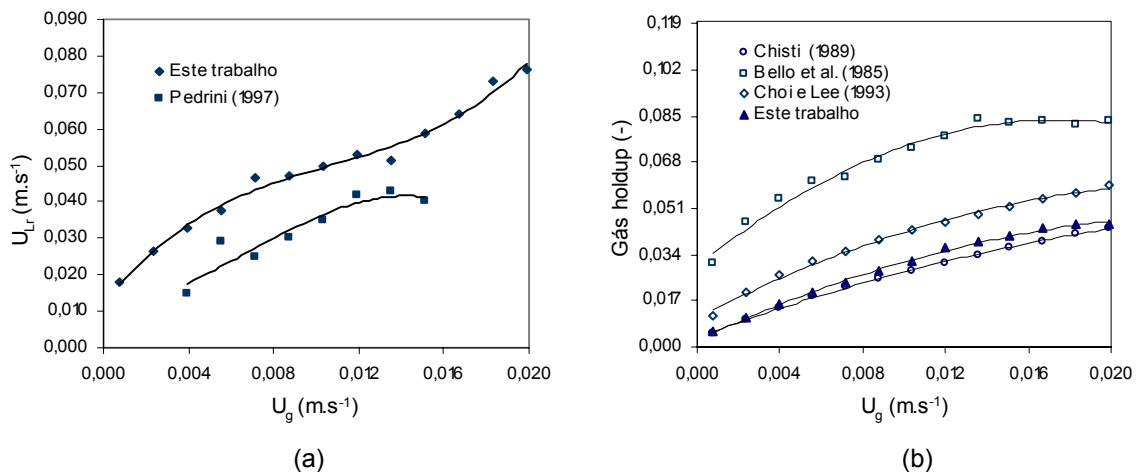 0,090
0,080
0,070
0,060
0,050
0,040
0,030
0,020
0,010
0,000
U_Lr (m.s⁻¹)
Este trabalho
Pedrini (1997)
0,000 0,004 0,008 0,012 0,016 0,020
U_g (m.s⁻¹)
(a)
0,119
0,102
0,085
0,068
0,051
0,034
0,017
0,000
Gás holdup (-)
Chisti (1989)
Bello et al. (1985)
Choi e Lee (1993)
Este trabalho
0,000 0,004 0,008 0,012 0,016 0,020
U_g (m.s⁻¹)
(b)